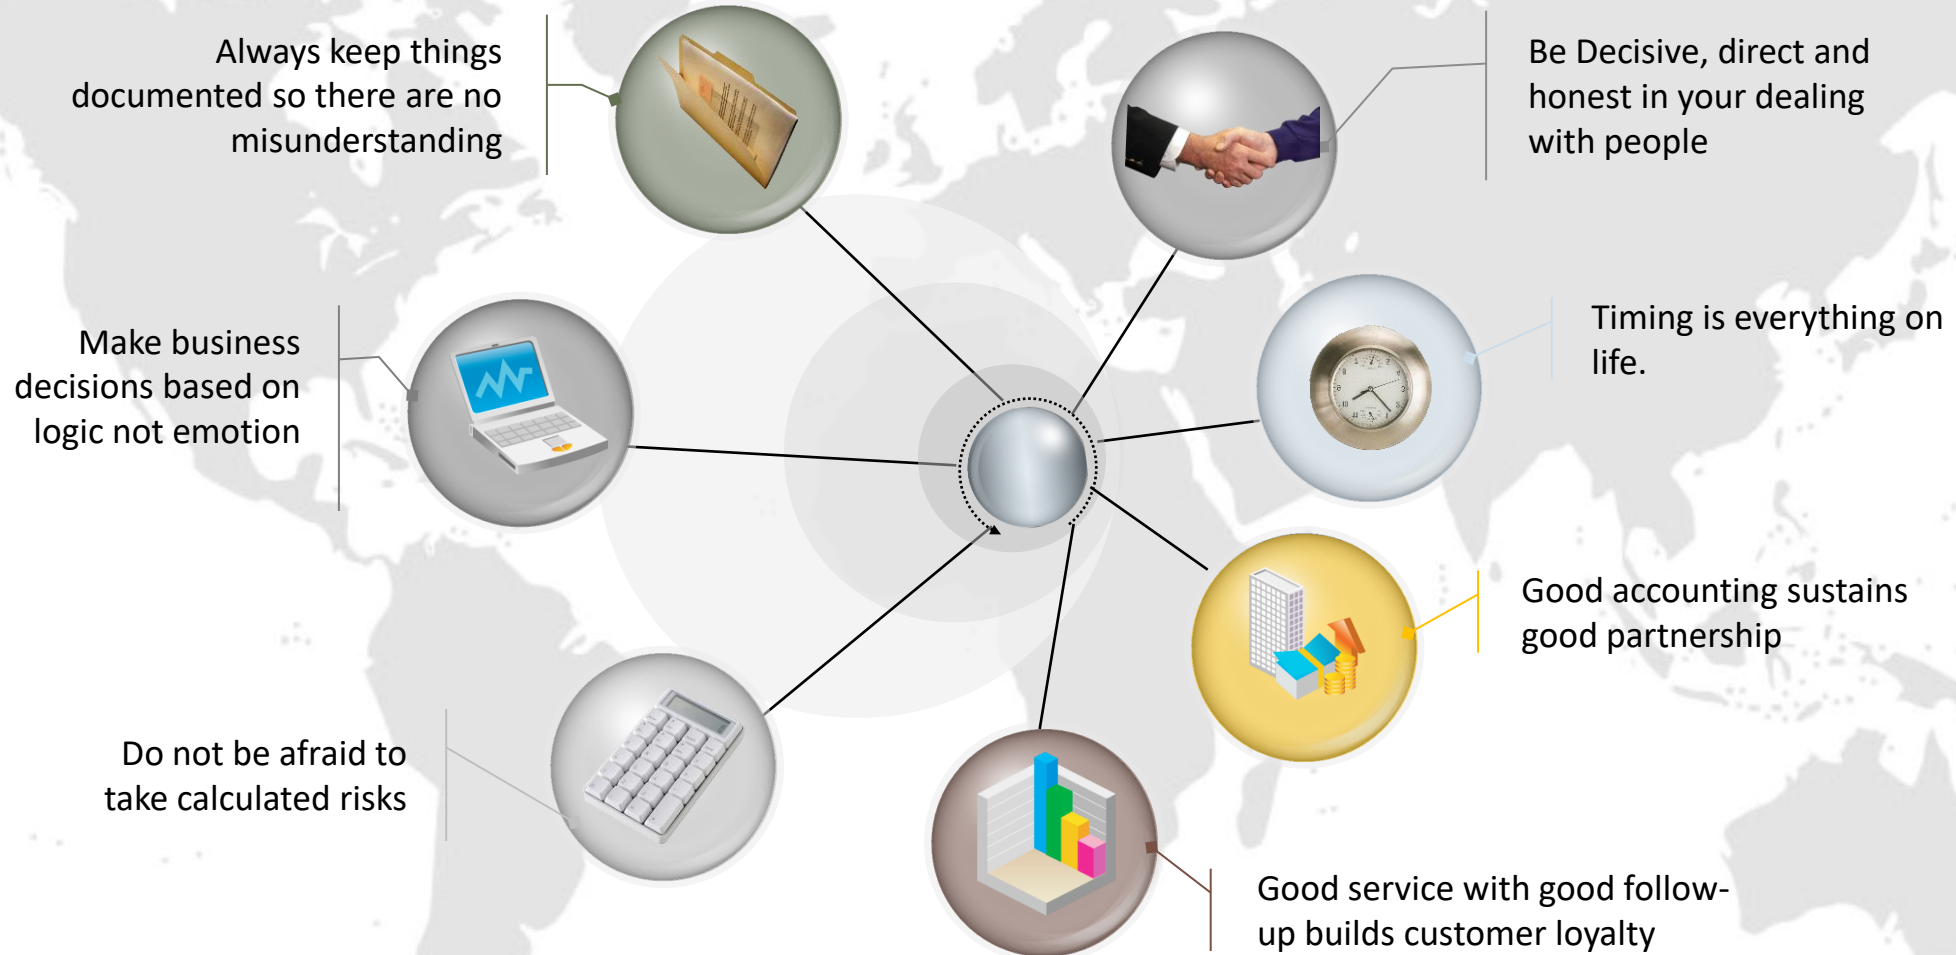 Always keep things
documented so there are no
misunderstanding
Be Decisive, direct and
honest in your dealing
with people
Make business
decisions based on
logic not emotion
Timing is everything on
life.
Good accounting sustains
good partnership
Do not be afraid to
take calculated risks
Good service with good follow-
up builds customer loyalty